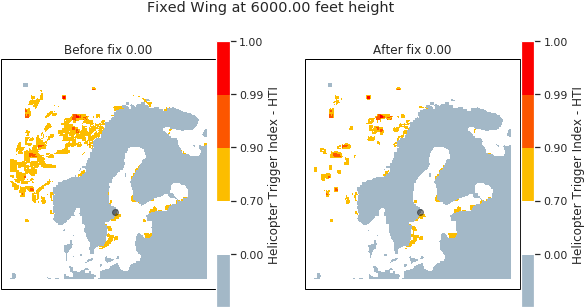 Fixed Wing at 6000.00 feet height
Before fix 0.00
1.00
0.99
0.90
0.70
0.00
Helicopter Trigger Index - HTI
After fix 0.00
1.00
0.99
0.90
0.70
0.00
Helicopter Trigger Index - HTI